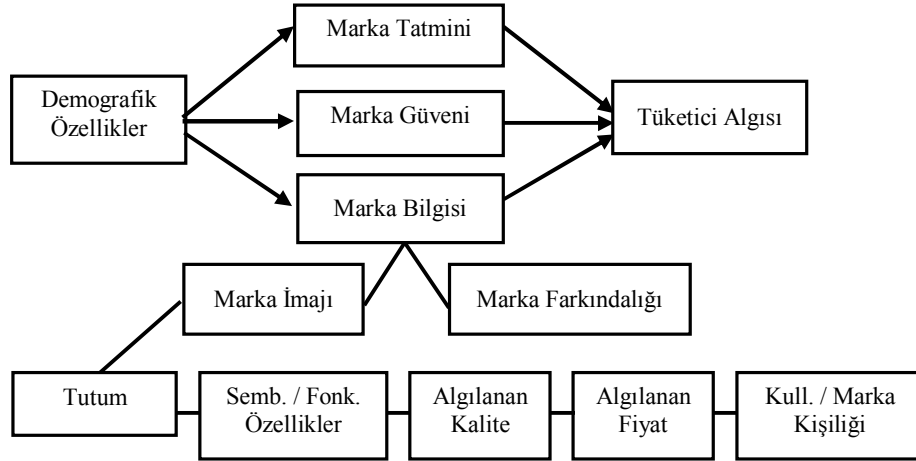 Marka Tatmini
Demografik
Özellikler
Marka Güveni
Tüketici Algısı
Marka Bilgisi
Marka İmajı
Marka Farkındalığı
Tutum
Semb. / Fonk.
Özellikler
Algılanan
Kalite
Algılanan
Fiyat
Kull. / Marka
Kişiliği